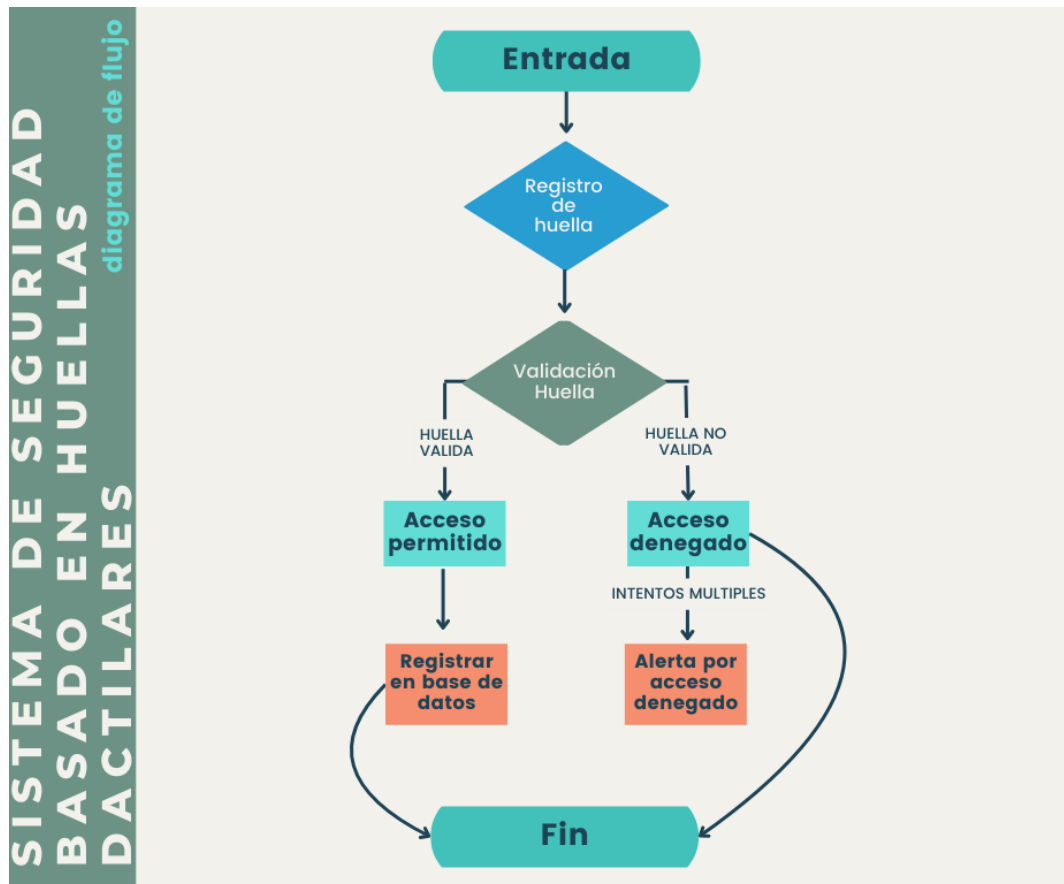 SISTEMA DE SEGURIDAD
BASADO EN HUELLAS
DACTILARES
diagrama de flujo
Entrada
Registro
de
huella
Validación
Huella
HUELLA
VALIDA
HUELLA NO
VALIDA
Acceso
permitido
Acceso
denegado
INTENTOS MULTIPLES
Registrar
en base de
datos
Alerta por
acceso
denegado
Fin